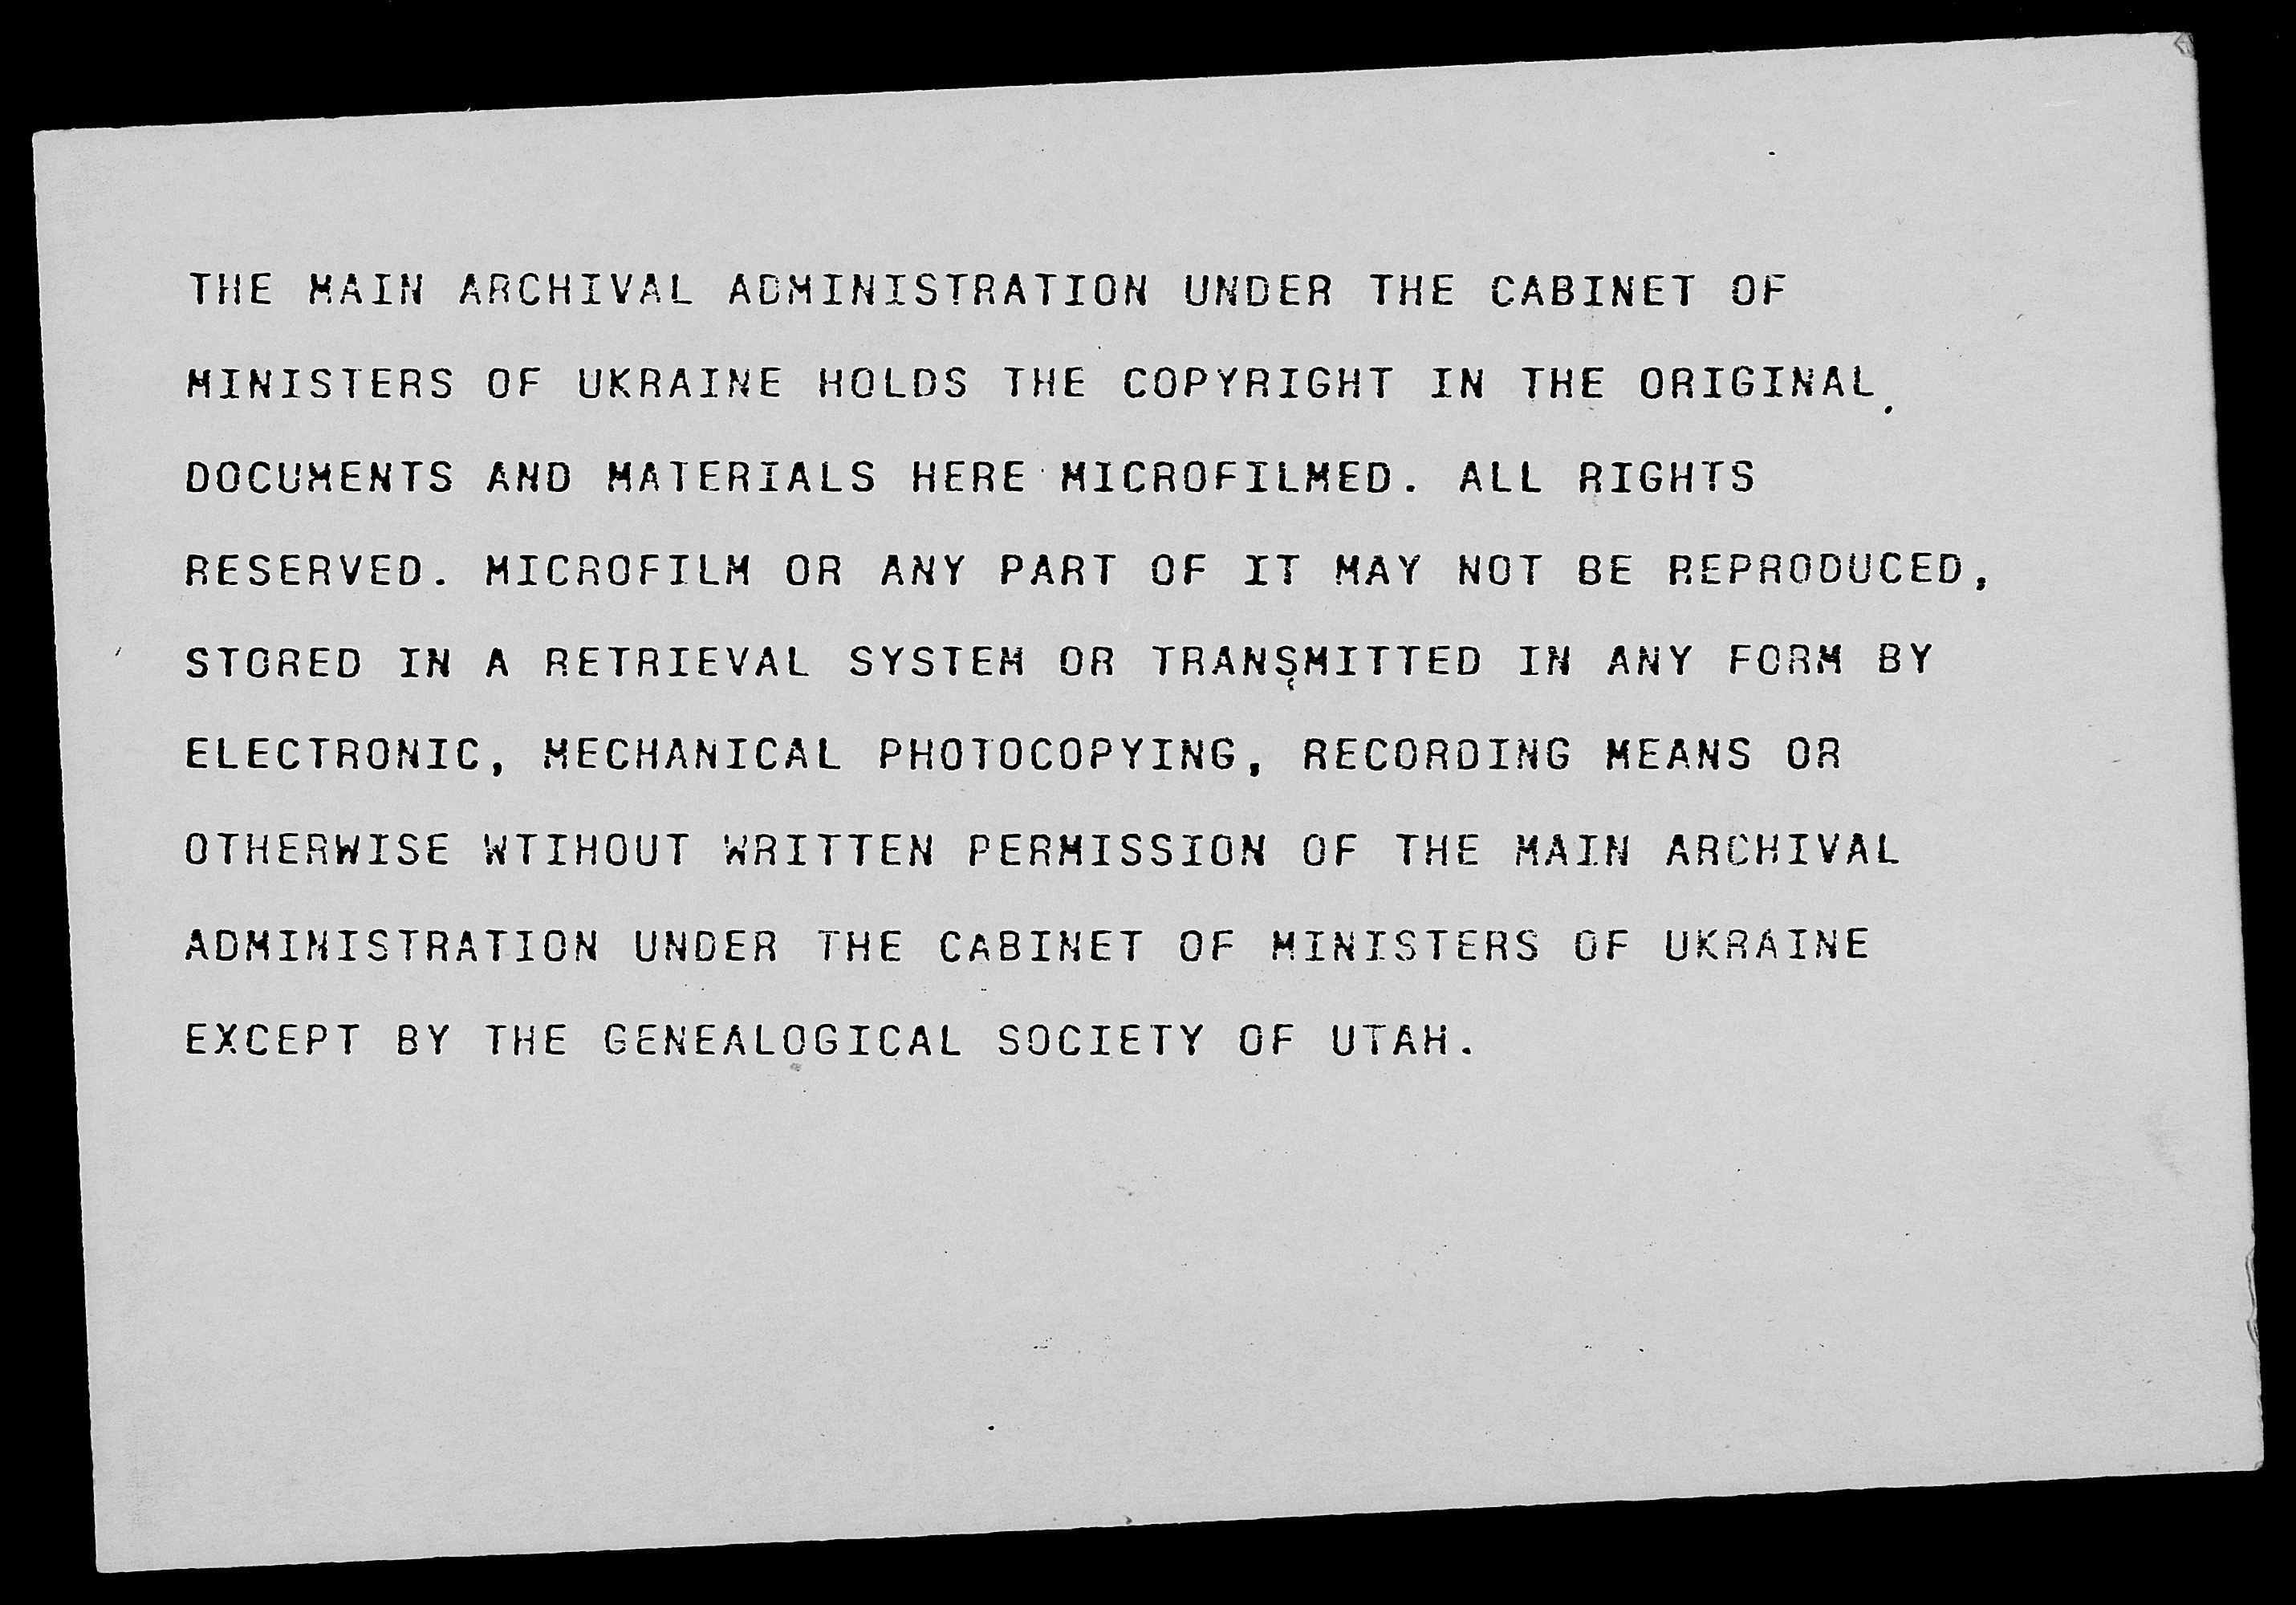 THE MAIN ARCHIVAL ADMINISTRATION UNDER THE CABINET OF
MINISTERS OF UKRAINE HOLDS THE COPYRIGHT IN THE ORIGINAL
DOCUMENTS AND MATERIALS HERE MICROFILMED. ALL RIGHTS
RESERVED. MICROFILM OR ANY PART OF IT MAY NOT BE REPRODUCED,
STORED IN A RETRIEVAL SYSTEM OR TRANSMITTED IN ANY FORM BY
ELECTRONIC, MECHANICAL PHOTOCOPYING, RECORDING MEANS OR
OTHERWISE WTIHOUT WRITTEN PERMISSION OF THE MAIN ARCHIVAL
ADMINISTRATION UNDER THE CABINET OF MINISTERS OF UKRAINE
EXCEPT BY THE GENEALOGICAL SOCIETY OF UTAH.